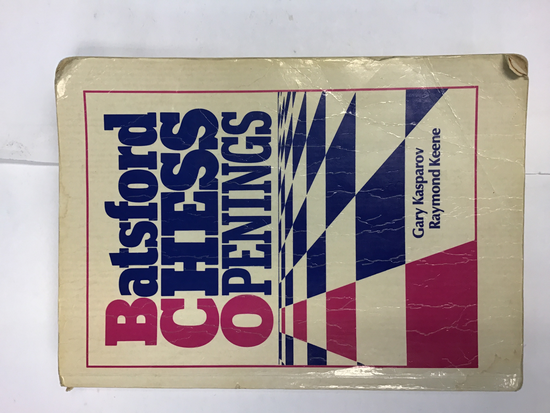 Batsford
CHESS
OPENINGS
Gary Kasparov
Raymond Keene